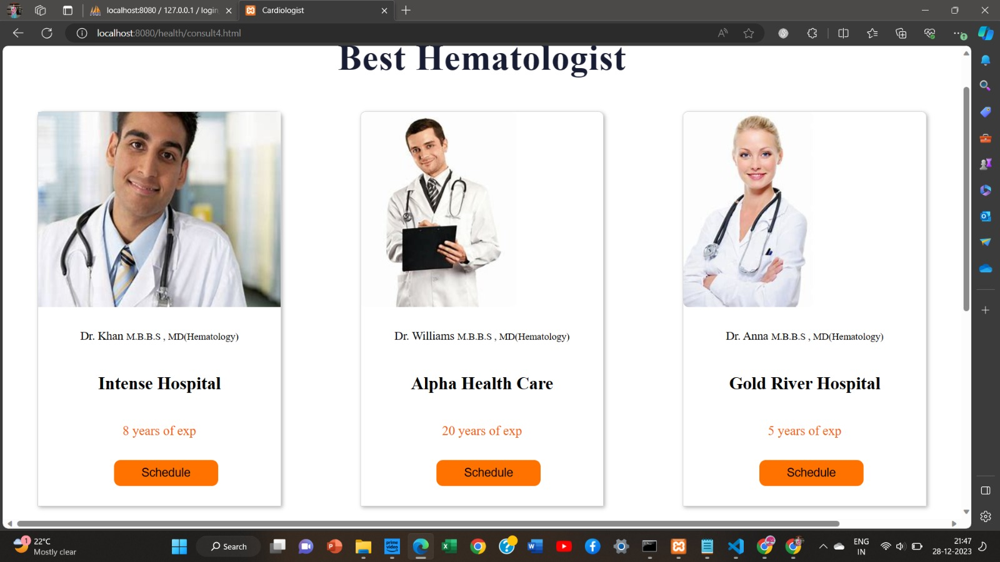 localhost:8080 / 127.0.0.1 / login
Cardiologist
localhost:8080/health/consult4.html
Best Hematologist
Dr. Khan M.B.B.S , MD(Hematology)
Dr. Williams M.B.B.S , MD(Hematology)
Dr. Anna M.B.B.S , MD(Hematology)
Intense Hospital
Alpha Health Care
Gold River Hospital
8 years of exp
20 years of exp
5 years of exp
Schedule
Schedule
Schedule
1
22°C
Mostly clear
Search
prime video
ENG
IN
21:47
28-12-2023